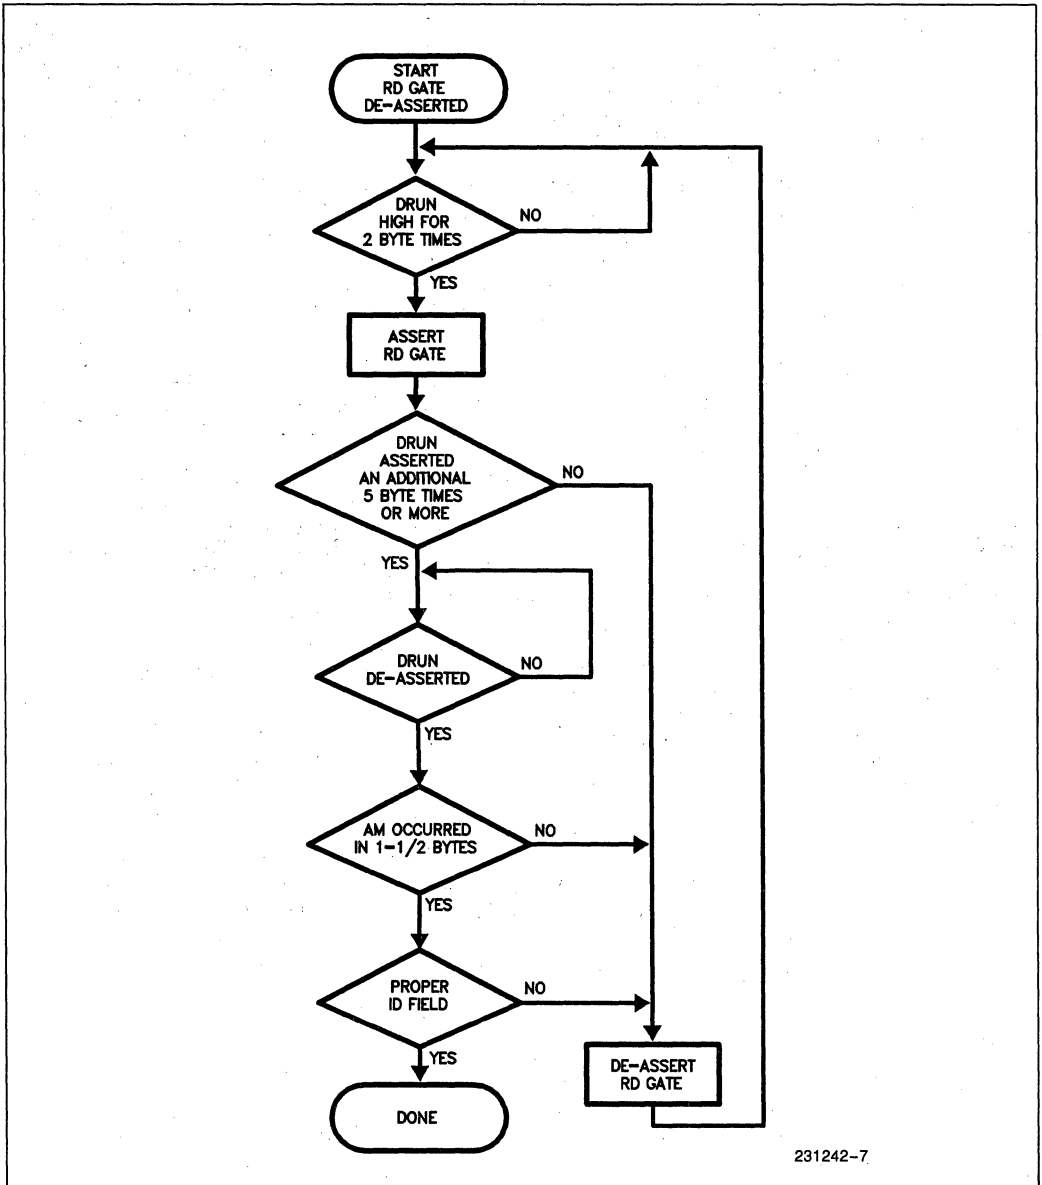 START
RD GATE
DE-ASSERTED
DRUN
HIGH FOR
2 BYTE TIMES
NO
YES
ASSERT
RD GATE
DRUN
ASSERTED
AN ADDITIONAL
5 BYTE TIMES
OR MORE
NO
YES
DRUN
DE-ASSERTED
NO
YES
AM OCCURRED
IN 1-1/2 BYTES
NO
YES
PROPER
ID FIELD
NO
YES
DE-ASSERT
RD GATE
DONE
231242-7